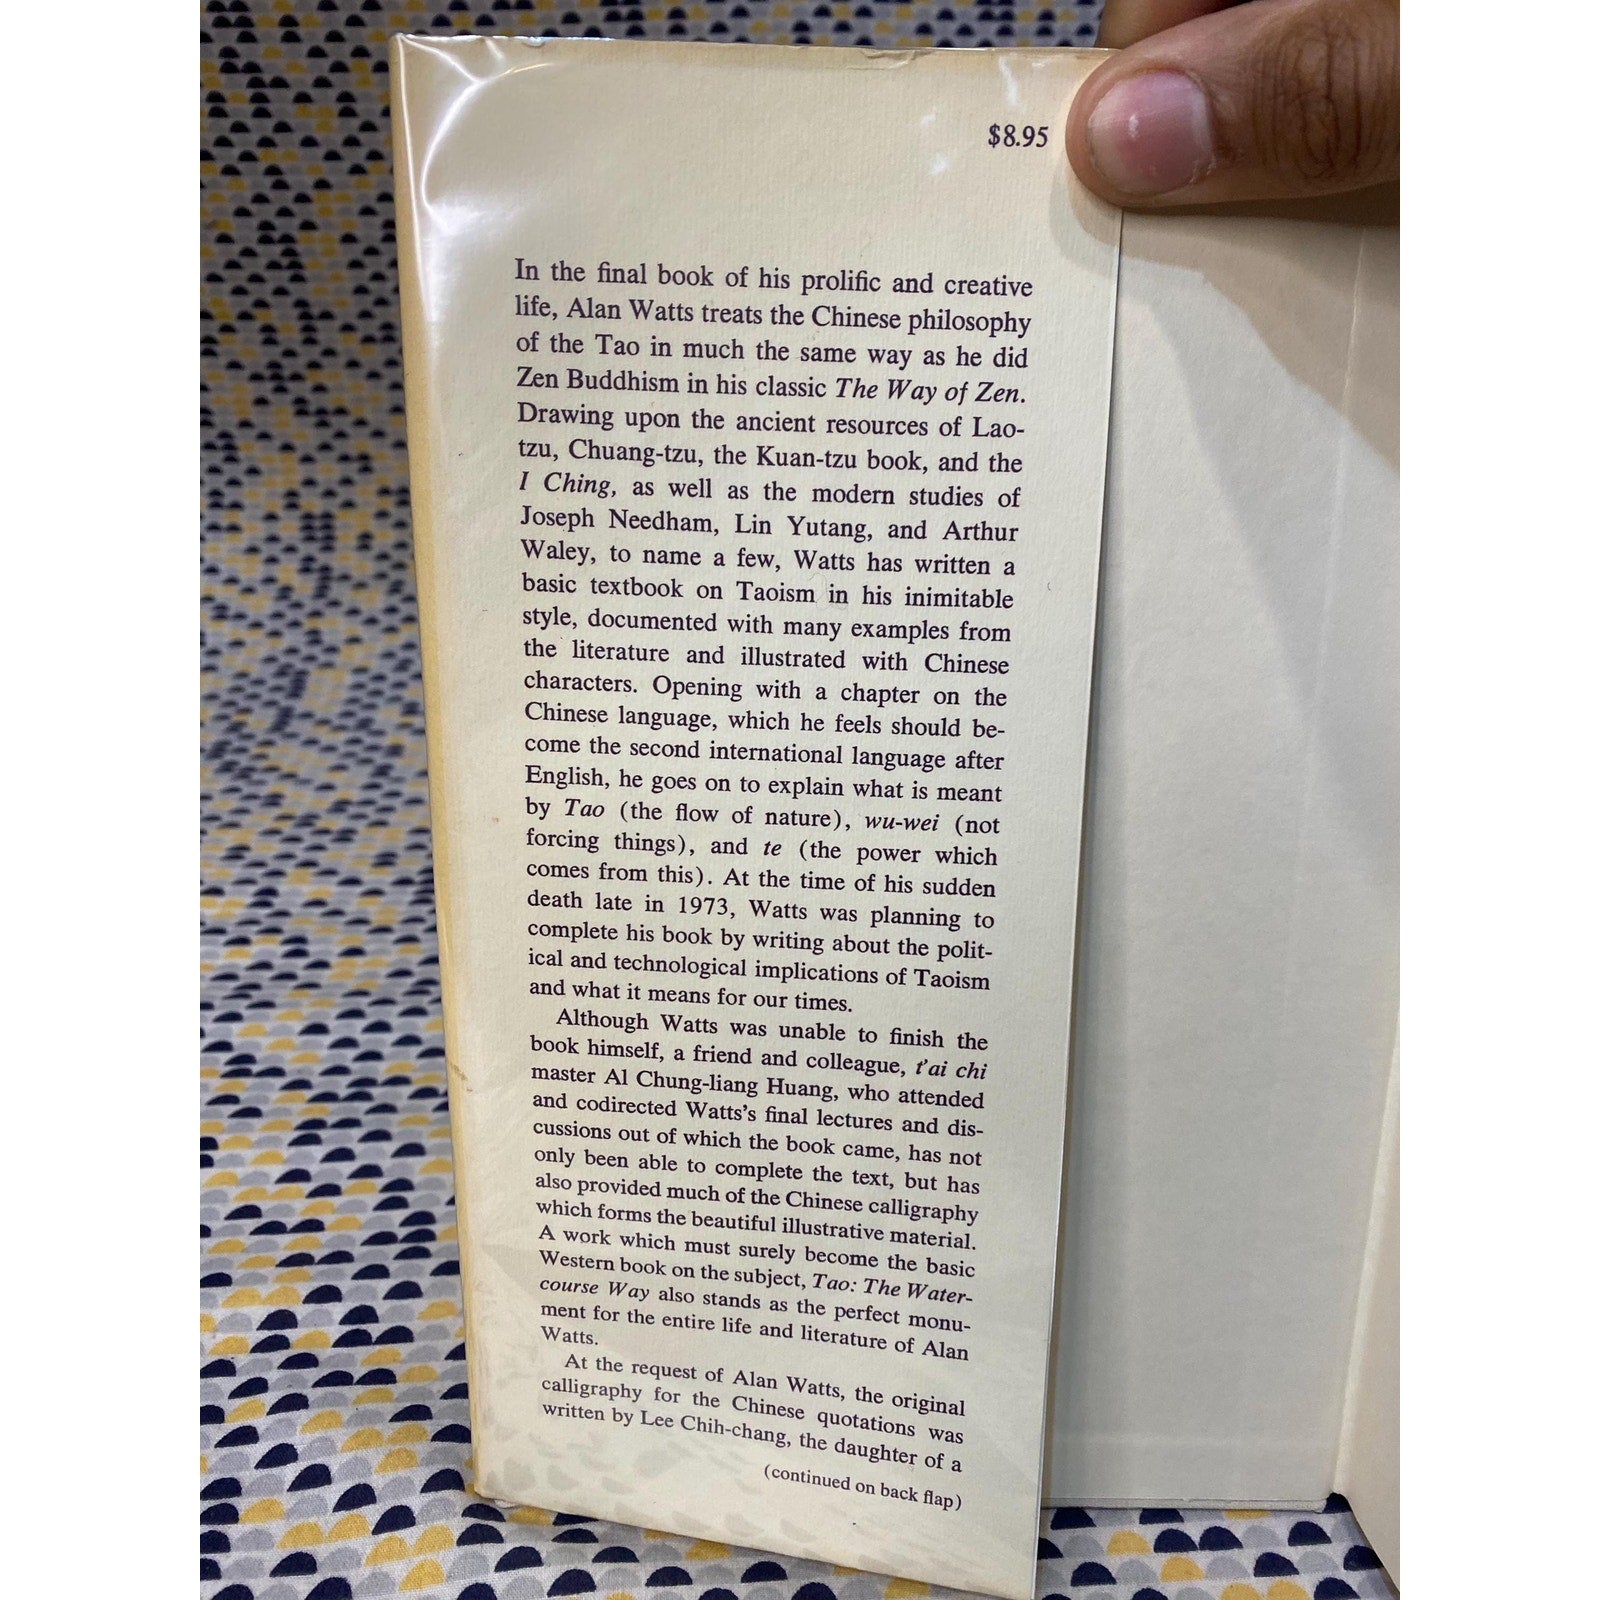 $8.95
In the final book of his prolific and creative
life, Alan Watts treats the Chinese philosophy
of the Tao in much the same way as he did
Zen Buddhism in his classic The Way of Zen.
Drawing upon the ancient resources of Lao-
tzu, Chuang-tzu, the Kuan-tzu book, and the
I Ching, as well as the modern studies of
Joseph Needham, Lin Yutang, and Arthur
Waley, to name a few, Watts has written a
basic textbook on Taoism in his inimitable
style, documented with many examples from
the literature and illustrated with Chinese
characters. Opening with a chapter on the
Chinese language, which he feels should be-
come the second international language after
English, he goes on to explain what is meant
by Tao (the flow of nature), wu-wei (not
forcing things), and te (the power which
comes from this). At the time of his sudden
death late in 1973, Watts was planning to
complete his book by writing about the polit-
ical and technological implications of Taoism
and what it means for our times.
Although Watts was unable to finish the
book himself, a friend and colleague, t'ai chi
master Al Chung-liang Huang, who attended
and codirected Watts's final lectures and dis-
cussions out of which the book came, has not
only been able to complete the text, but has
also provided much of the Chinese calligraphy
which forms the beautiful illustrative material.
A work which must surely become the basic
Western book on the subject, Tao: The Water-
course Way also stands as the perfect monu-
ment for the entire life and literature of Alan
Watts.
At the request of Alan Watts, the original
calligraphy for the Chinese quotations was
written by Lee Chih-chang, the daughter of a
(continued on back flap)